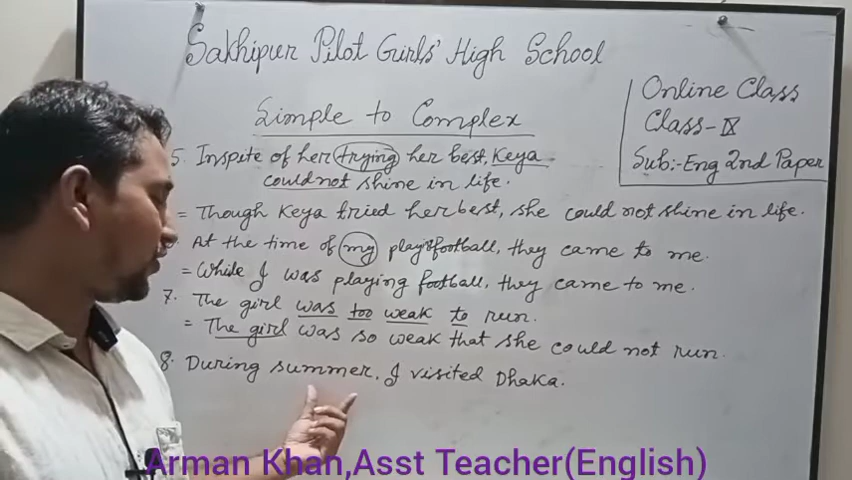 Sakhipur Pilot Girls' High School
Simple to Complex
Online Class
Class-IX
Sub:-Eng 2nd Paper
5. Inspite of her trying her best, Keya
could not shine in life.
= Though Keya tried her best, she could not shine in life.
At the time of my playing football, they came to me.
= While I was playing football, they came to me.
7. The girl was too weak to run.
= The girl was so weak that she could not run.
8. During summer, I visited Dhaka.
Arman Khan,Asst Teacher(English)